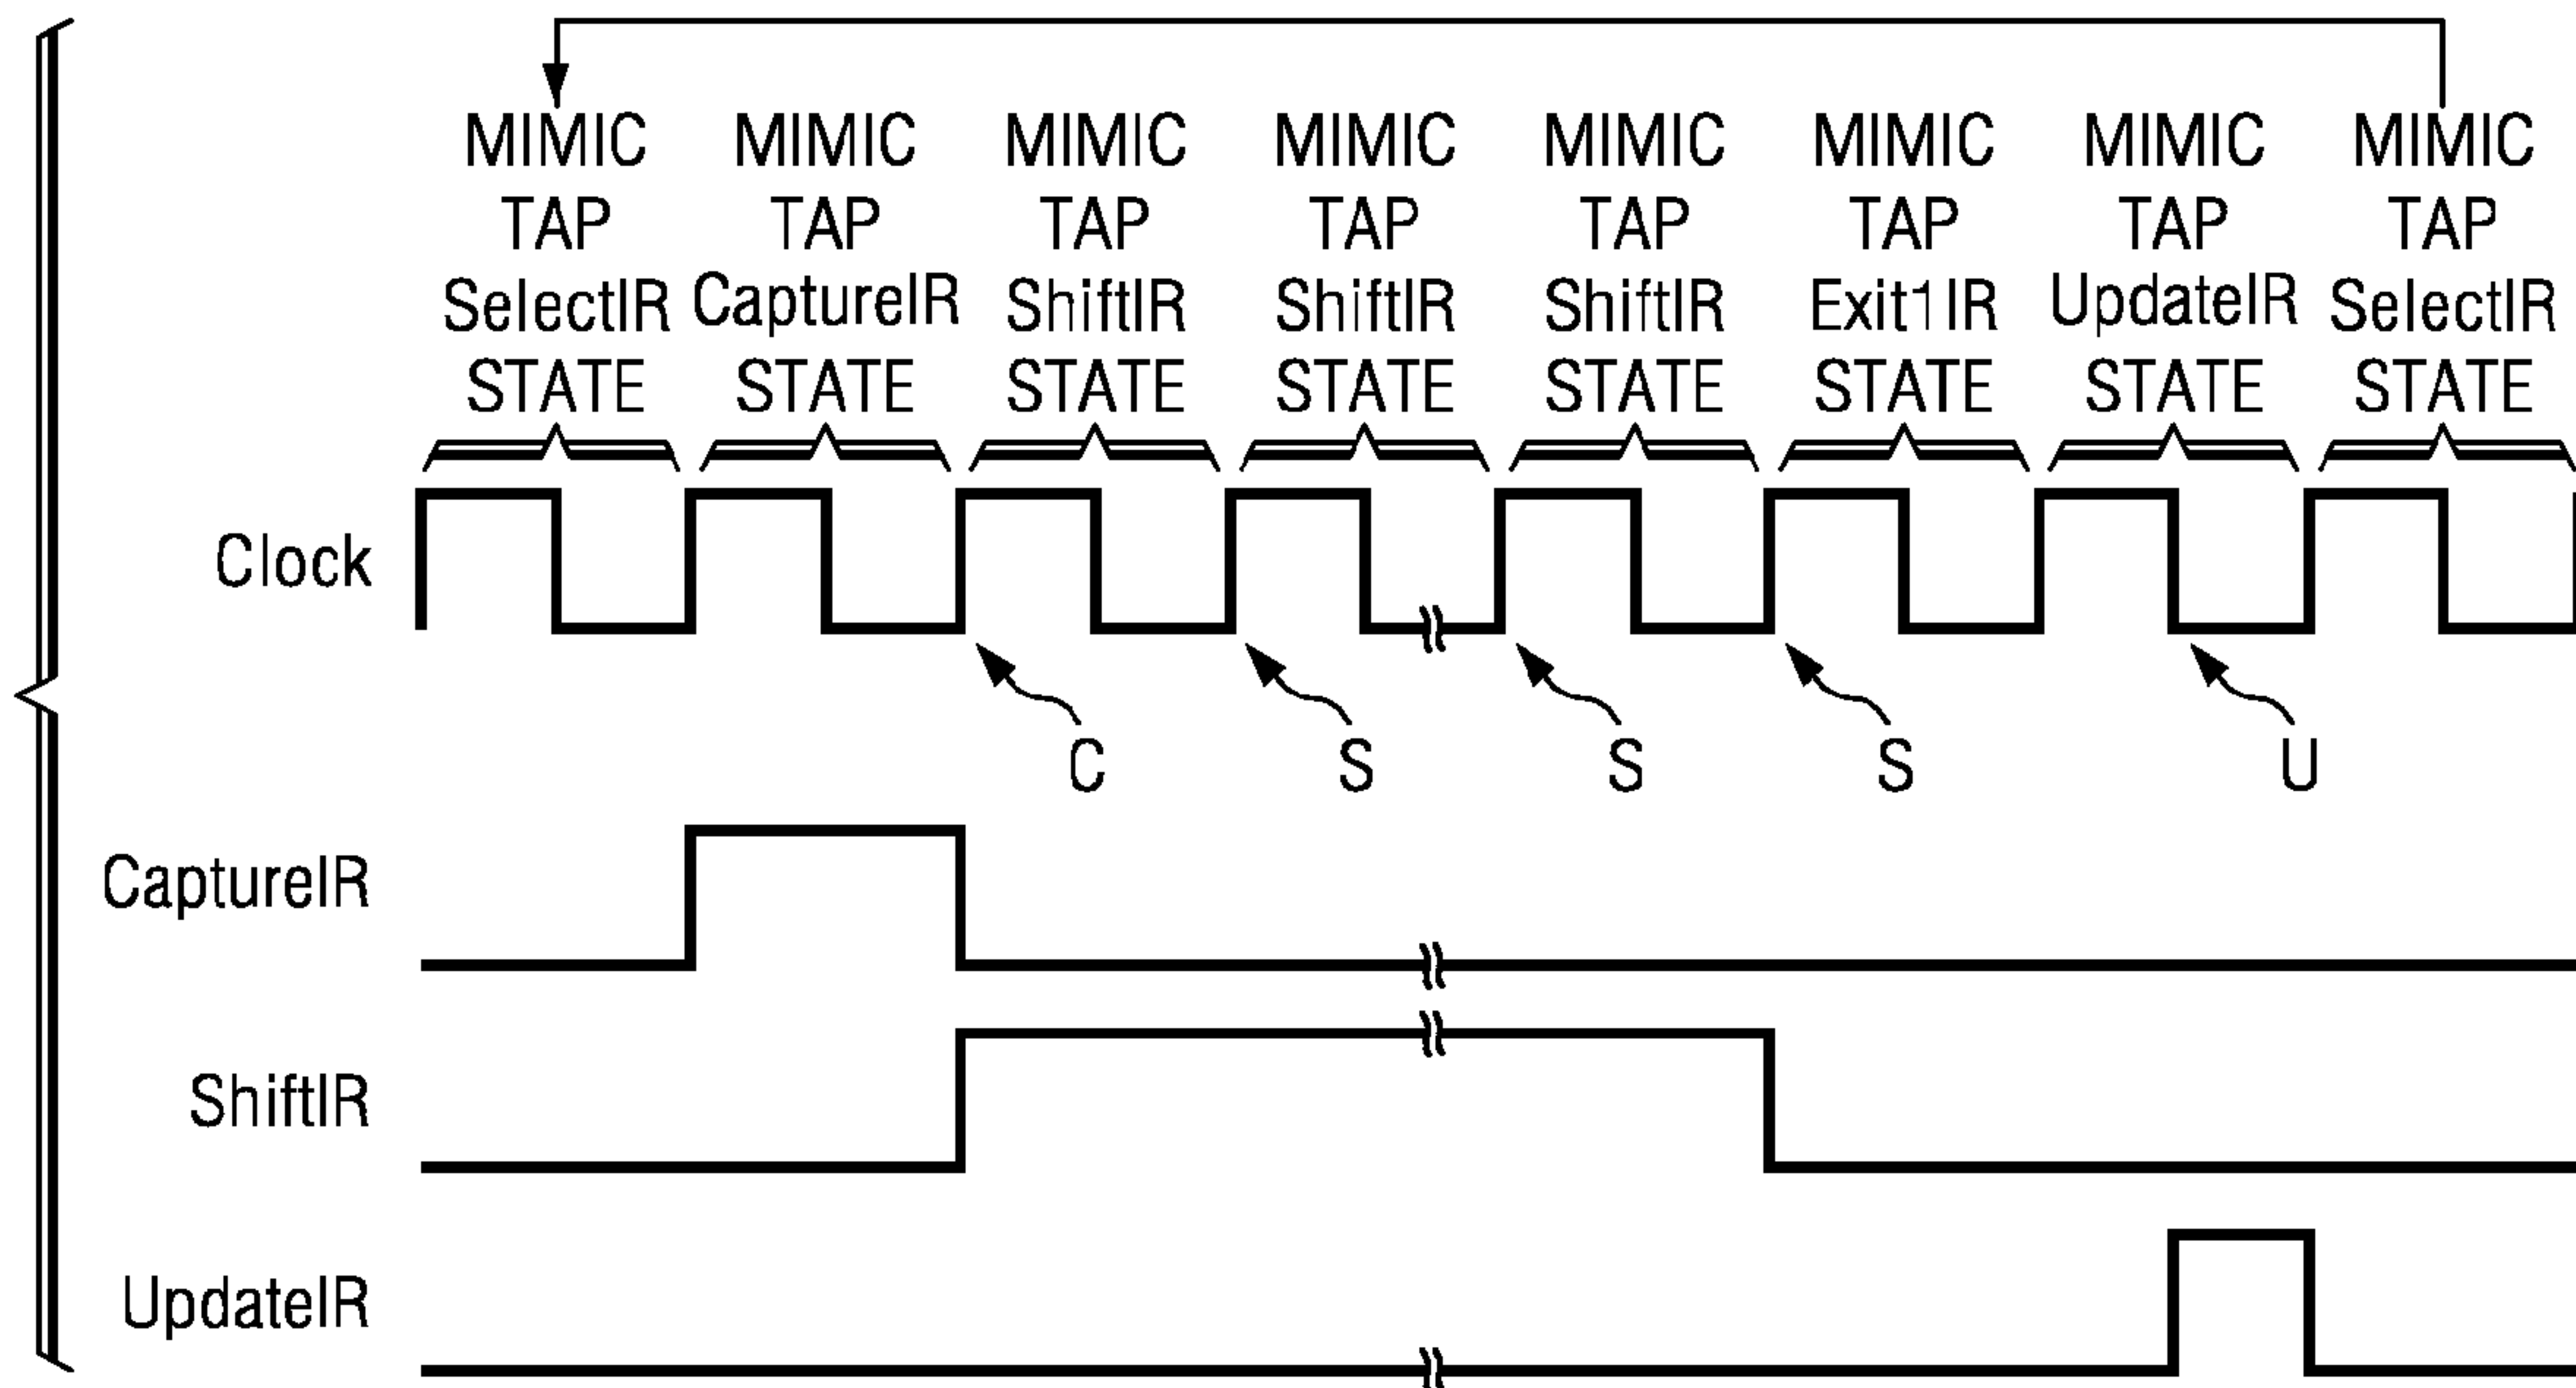 MIMIC MIMIC MIMIC MIMIC MIMIC MIMIC MIMIC MIMIC
TAP TAP TAP TAP TAP TAP TAP TAP
SelectIR CaptureIR ShiftIR ShiftIR ShiftIR Exit1IR UpdateIR SelectIR
STATE STATE STATE STATE STATE STATE STATE STATE
Clock
C S S S U
CaptureIR
ShiftIR
UpdateIR